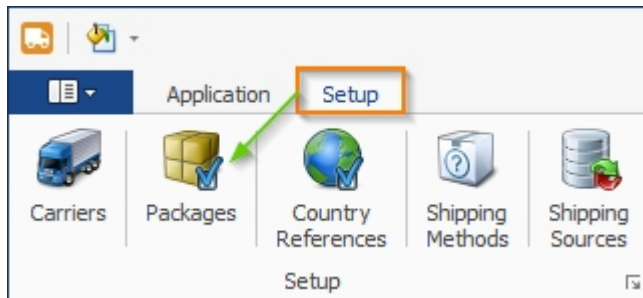 Application Setup
Carriers Packages Country References Shipping Methods Shipping Sources
Setup